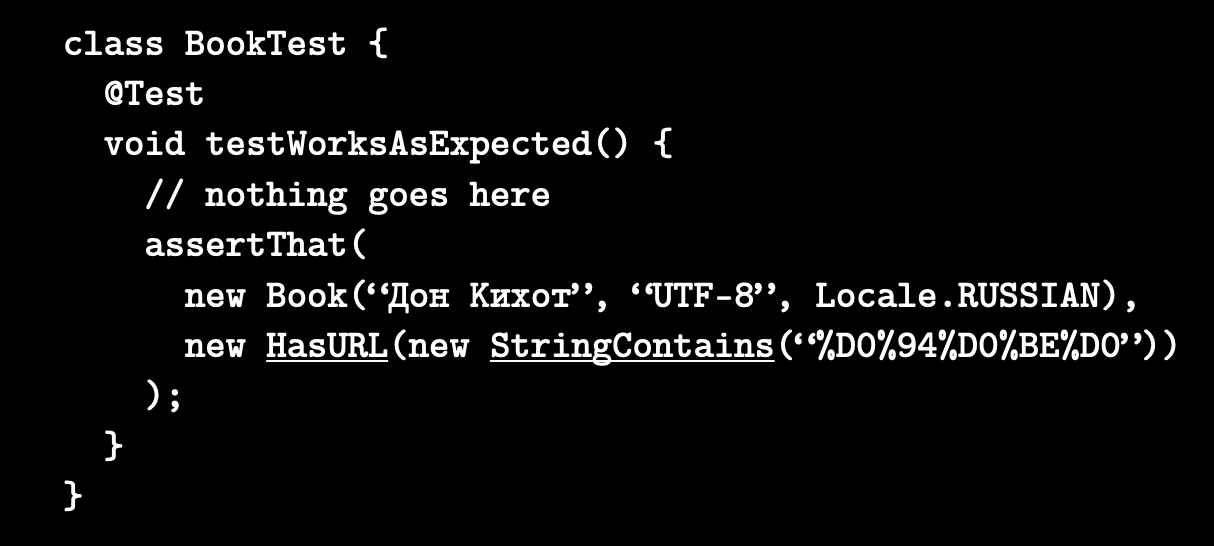 class BookTest {
  @Test
  void testWorksAsExpected() {
    // nothing goes here
    assertThat(
      new Book(“Дон Кихот”, “UTF-8”, Locale.RUSSIAN),
      new HasURL(new StringContains(“%D0%94%D0%BE%D0”))
    );
  }
}